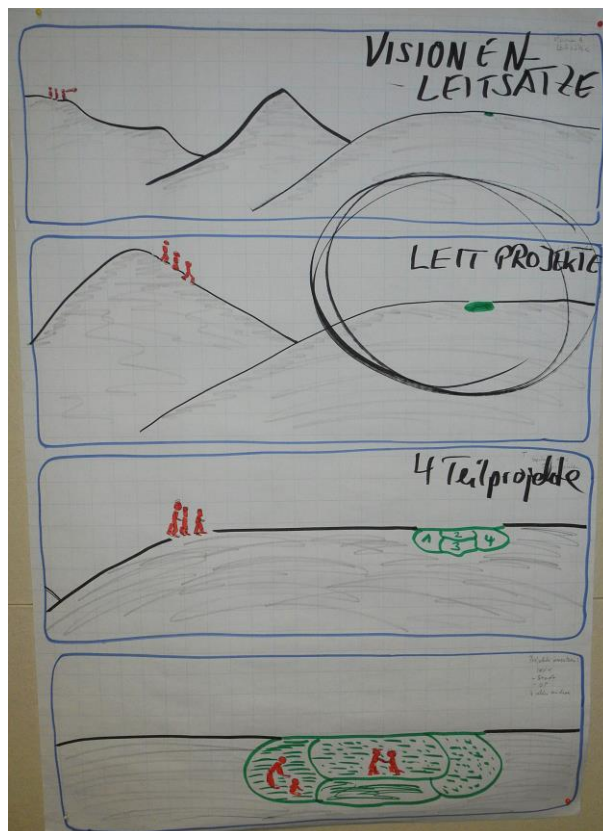 VISIONEN
- LEITSÄTZE
LEIT PROJEKTE
4 Teilprojekte
1 2 3 4